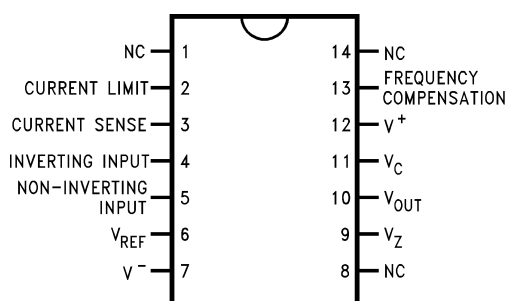 NC 1 14 NC
CURRENT LIMIT 2 13 FREQUENCY
COMPENSATION
CURRENT SENSE 3 12 V+
INVERTING INPUT 4 11 VC
NON-INVERTING
INPUT 5 10 VOUT
VREF 6 9 VZ
V- 7 8 NC